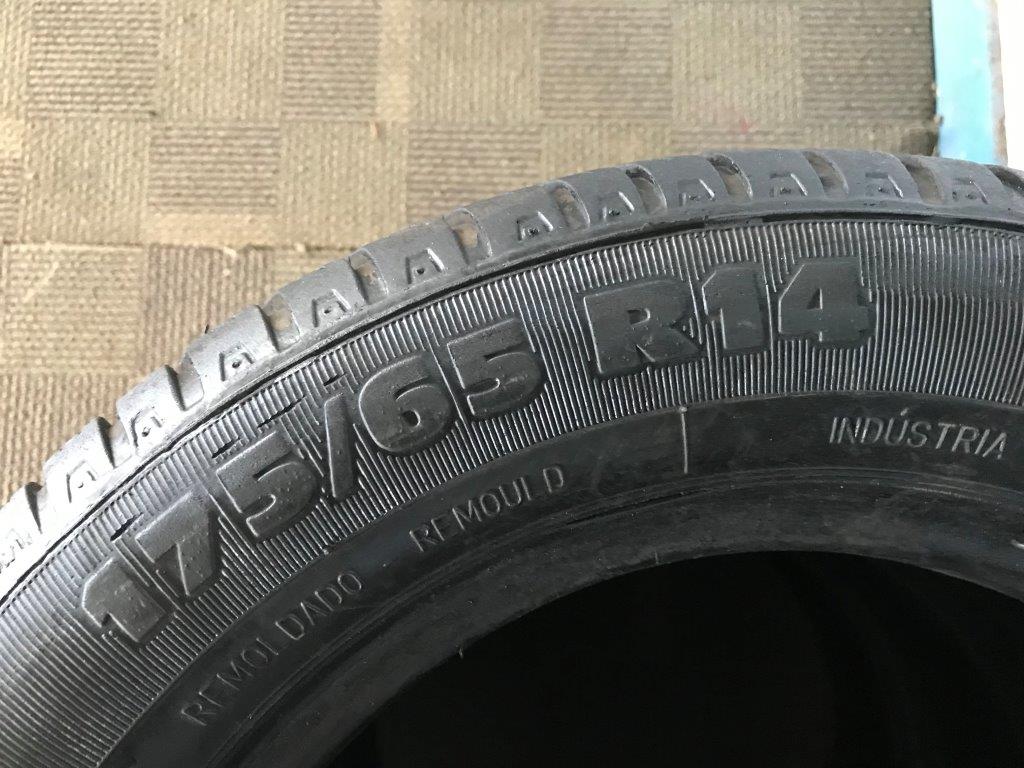 175/65 R14
REMOLDADO REMOULD
INDÚSTRIA